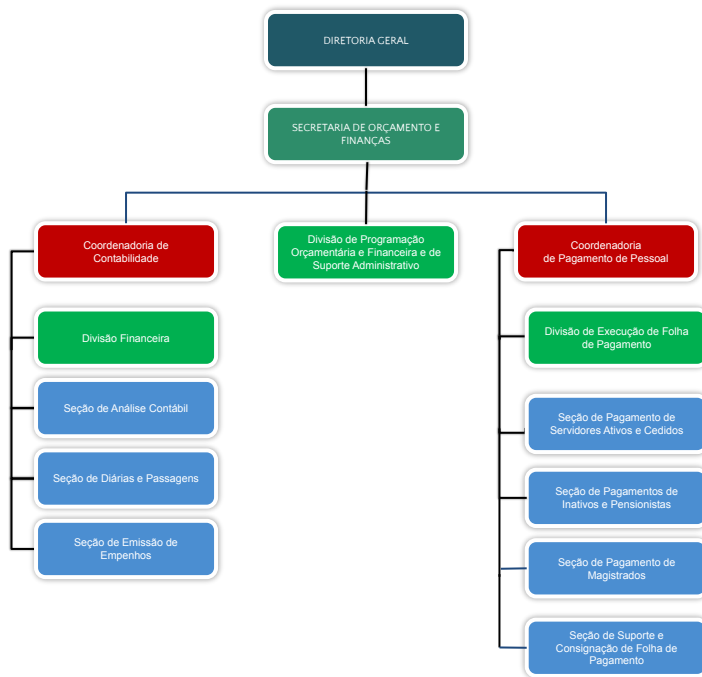 DIRETORIA GERAL
SECRETARIA DE ORÇAMENTO E
FINANÇAS
Coordenadoria de
Contabilidade
Divisão de Programação
Orçamentária e Financeira e de
Suporte Administrativo
Coordenadoria
de Pagamento de Pessoal
Divisão Financeira
Seção de Análise Contábil
Seção de Diárias e Passagens
Seção de Emissão de
Empenhos
Divisão de Execução de Folha
de Pagamento
Seção de Pagamento de
Servidores Ativos e Cedidos
Seção de Pagamentos de
Inativos e Pensionistas
Seção de Pagamento de
Magistrados
Seção de Suporte e
Consignação de Folha de
Pagamento